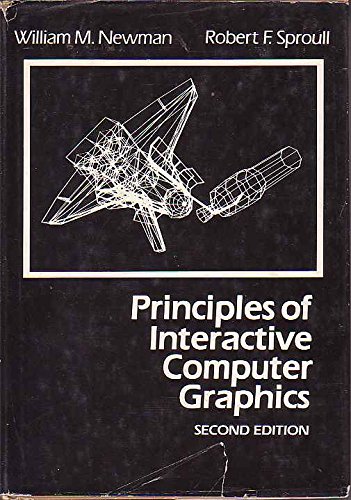 William M. Newman Robert F. Sproull
Principles of
Interactive
Computer
Graphics
SECOND EDITION